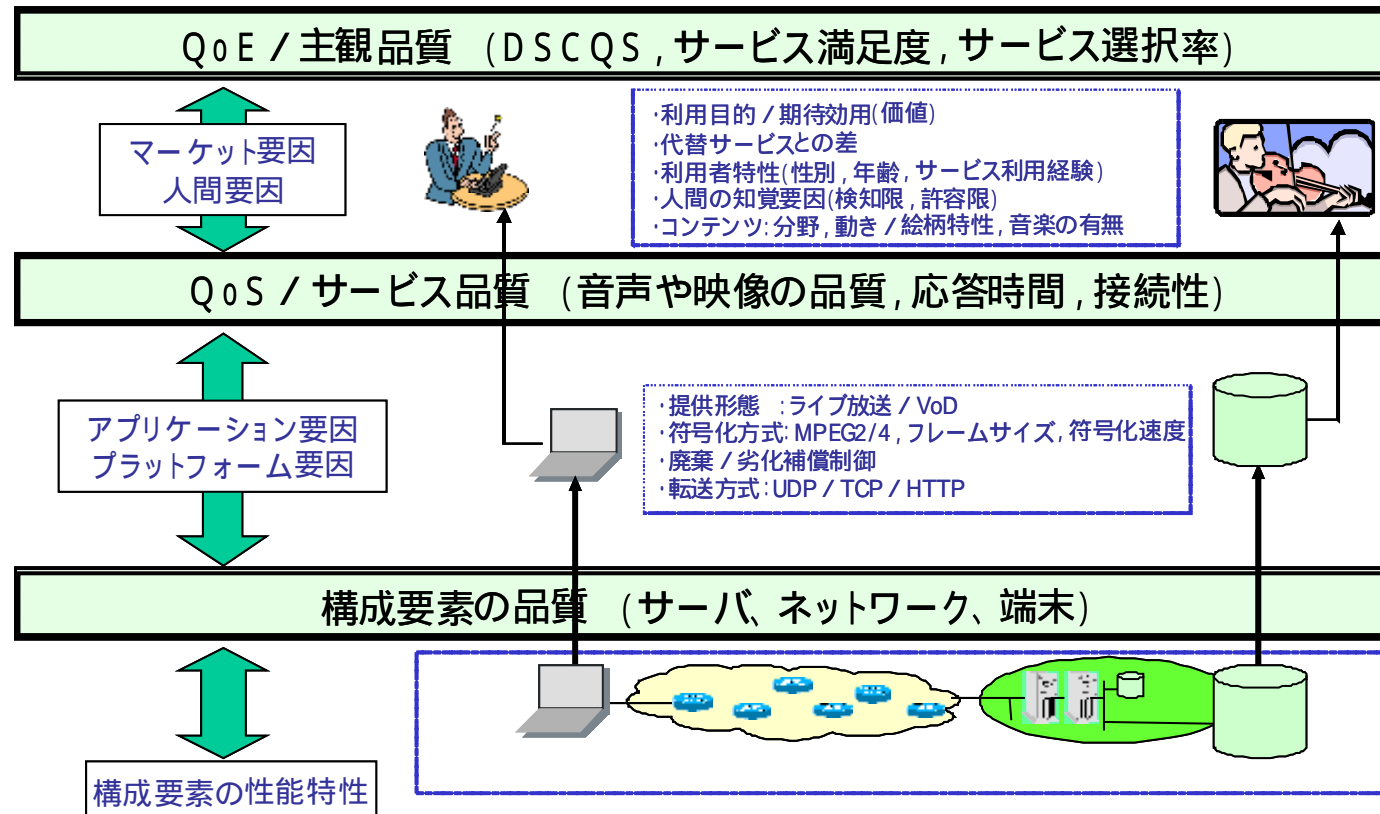 QoE / 主観品質 (DSCQS , サービス満足度 , サービス選択率)
マーケット要因
人間要因
·利用目的 / 期待効用(価値)
·代替サービスとの差
·利用者特性(性別 , 年齢 , サービス利用経験)
·人間の知覚要因(検知限 , 許容限)
·コンテンツ: 分野 , 動き / 絵柄特性 , 音楽の有無
QoS / サービス品質 (音声や映像の品質 , 応答時間 , 接続性)
アプリケーション要因
プラットフォーム要因
·提供形態 : ライブ放送 / VoD
·符号化方式: MPEG2/4 , フレームサイズ , 符号化速度
·廃棄 / 劣化補償制御
·転送方式 : UDP / TCP / HTTP
構成要素の品質 (サーバ、ネットワーク、端末)
構成要素の性能特性